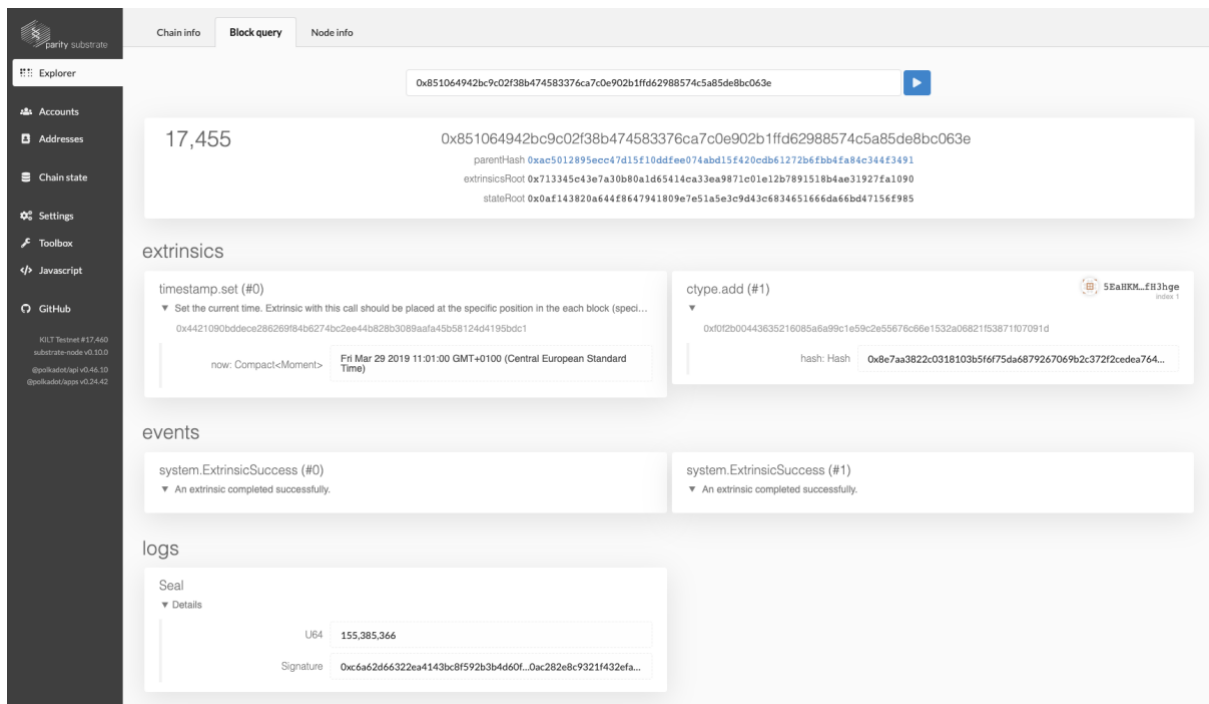 parity substrate
Explorer
Accounts
Addresses
Chain state
Settings
Toolbox
Javascript
GitHub
KILT Testnet #17,460
substrate-node v0.10.0
@polkadot/api v0.46.10
@polkadot/apps v0.24.42
Chain info
Block query
Node info
0x851064942bc9c02f38b474583376ca7c0e902b1ffd62988574c5a85de8bc063e
17,455
0x851064942bc9c02f38b474583376ca7c0e902b1ffd62988574c5a85de8bc063e
parentHash 0xac5012895ecc47d15f10ddfee074abd15f420cdb61272b6fbb4fa84c344f3491
extrinsicsRoot 0x713345c43e7a30b80a1d65414ca33ea9871c01e12b7891518b4ae31927fa1090
stateRoot 0x0af143820a644f8647941809e7e51a5e3c9d43c6834651666da66bd47156f985
extrinsics
timestamp.set (#0)
Set the current time. Extrinsic with this call should be placed at the specific position in the each block (speci...
0x4421090bddece286269f84b6274bc2ee44b828b3089aafa45b58124d4195bdc1
now: Compact<Moment>
Fri Mar 29 2019 11:01:00 GMT+0100 (Central European Standard
Time)
ctype.add (#1)
5EaHKM…fH3hge
index 1
0xf0f2b00443635216085a6a99c1e59c2e55676c66e1532a06821f53871f07091d
hash: Hash
0x8e7aa3822c0318103b5f6f75da6879267069b2c372f2cedea764...
events
system.ExtrinsicSuccess (#0)
An extrinsic completed successfully.
system.ExtrinsicSuccess (#1)
An extrinsic completed successfully.
logs
Seal
Details
U64
155,385,366
Signature
0xc6a62d66322ea4143bc8f592b3b4d60f...0ac282e8c9321f432efa...